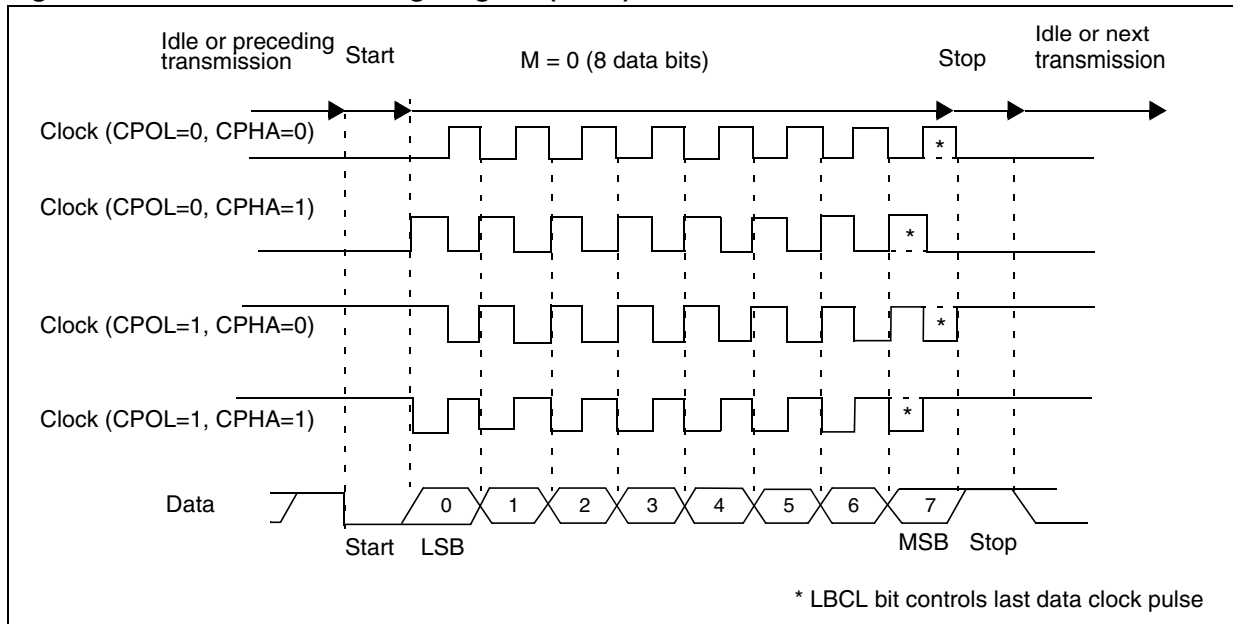 Idle or preceding
transmission
Start
M = 0 (8 data bits)
Stop
Idle or next
transmission
Clock (CPOL=0, CPHA=0)
*
Clock (CPOL=0, CPHA=1)
*
Clock (CPOL=1, CPHA=0)
*
Clock (CPOL=1, CPHA=1)
*
Data
0 1 2 3 4 5 6 7
Start LSB MSB Stop
* LBCL bit controls last data clock pulse